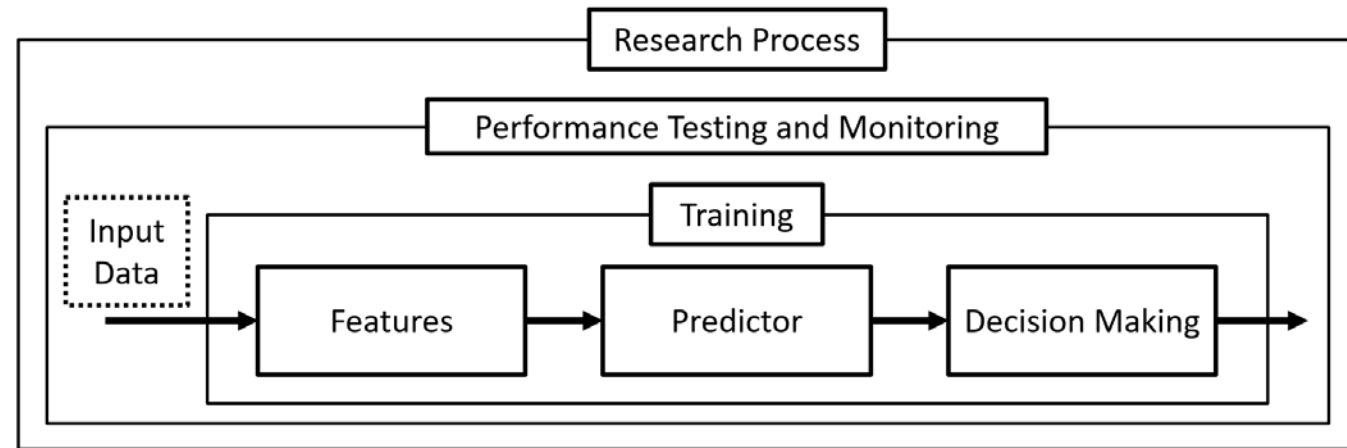 Research Process
Performance Testing and Monitoring
Training
Input
Data
Features
Predictor
Decision Making